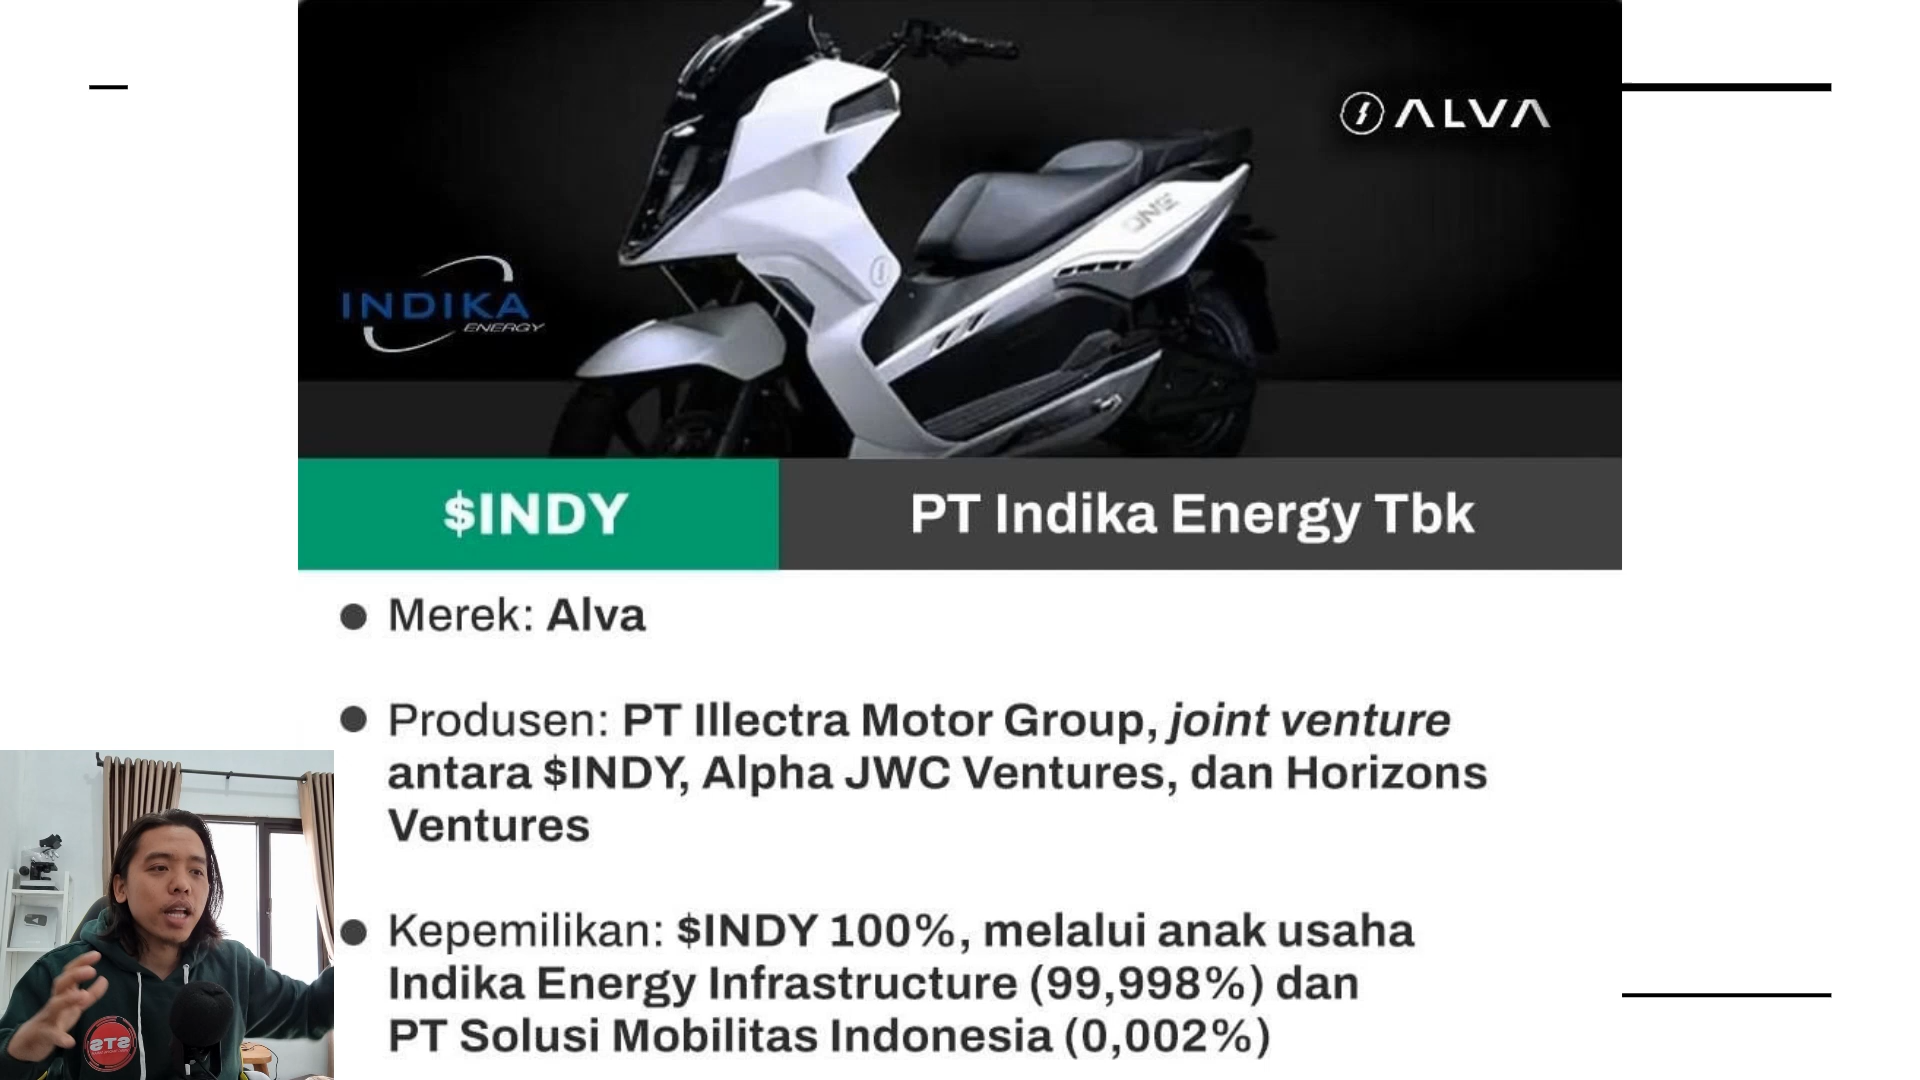 ALVA
ONE
INDIKA
ENERGY
$INDY
PT Indika Energy Tbk
Merek: Alva
Produsen: PT Illectra Motor Group, joint venture
antara $INDY, Alpha JWC Ventures, dan Horizons
Ventures
Kepemilikan: $INDY 100%, melalui anak usaha
Indika Energy Infrastructure (99,998%) dan
PT Solusi Mobilitas Indonesia (0,002%)
STS